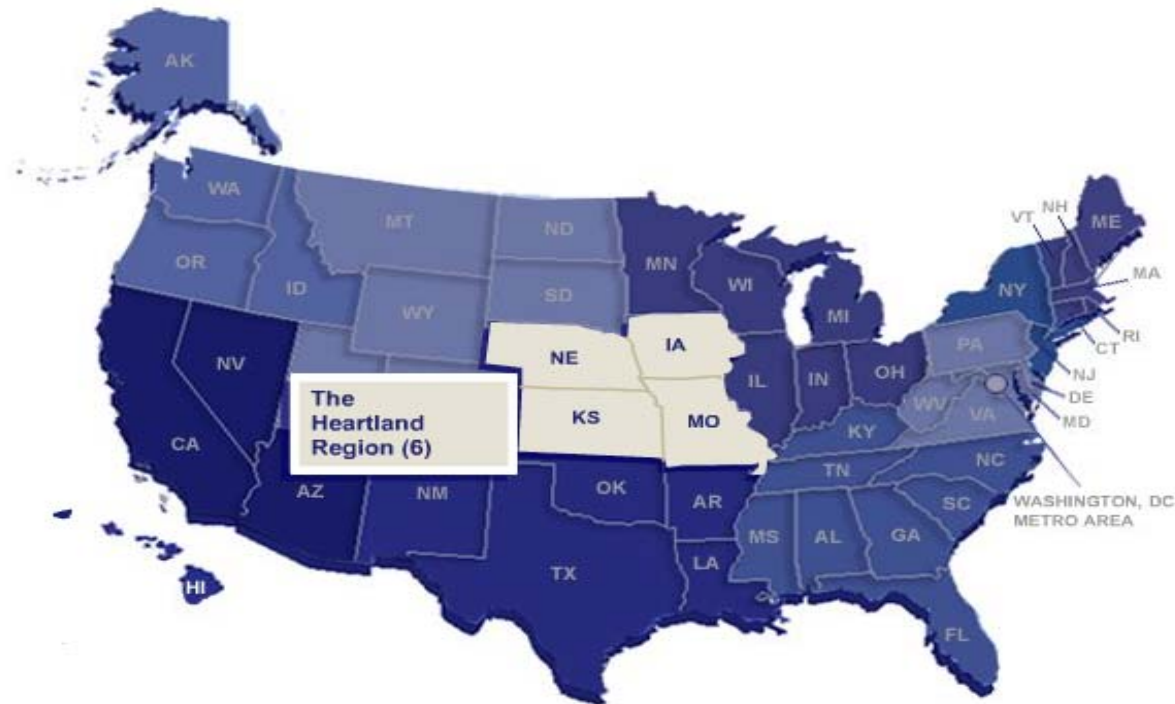 AK
WA
MT
ND
MN
OR
ID
WY
SD
WI
MI
NY
VT
NH
ME
MA
RI
CT
NJ
DE
MD
PA
NE
IA
IL
IN
OH
WV
VA
NV
CA
The
Heartland
Region (6)
KS
MO
KY
TN
NC
SC
AZ
NM
OK
AR
MS
AL
GA
WASHINGTON, DC
METRO AREA
TX
LA
FL
HI